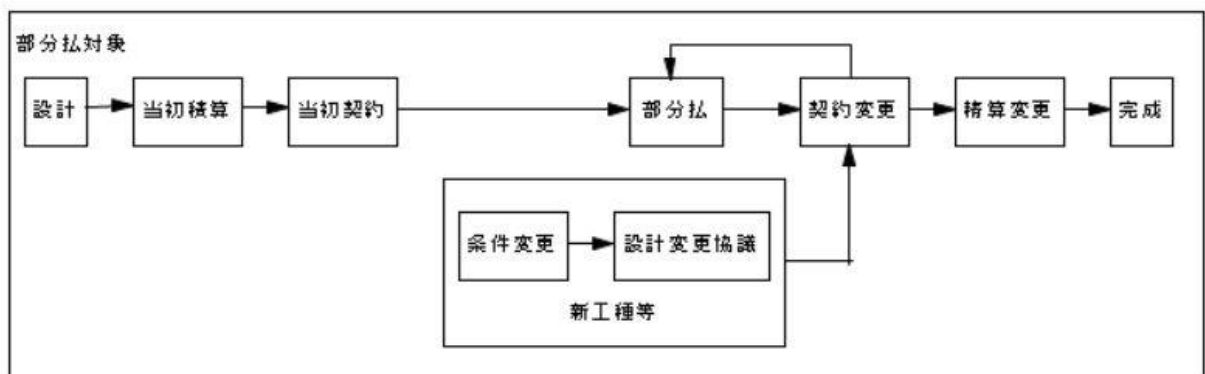 部分払対象
設計
当初積算
当初契約
部分払
契約変更
精算変更
完成
条件変更
設計変更協議
新工種等